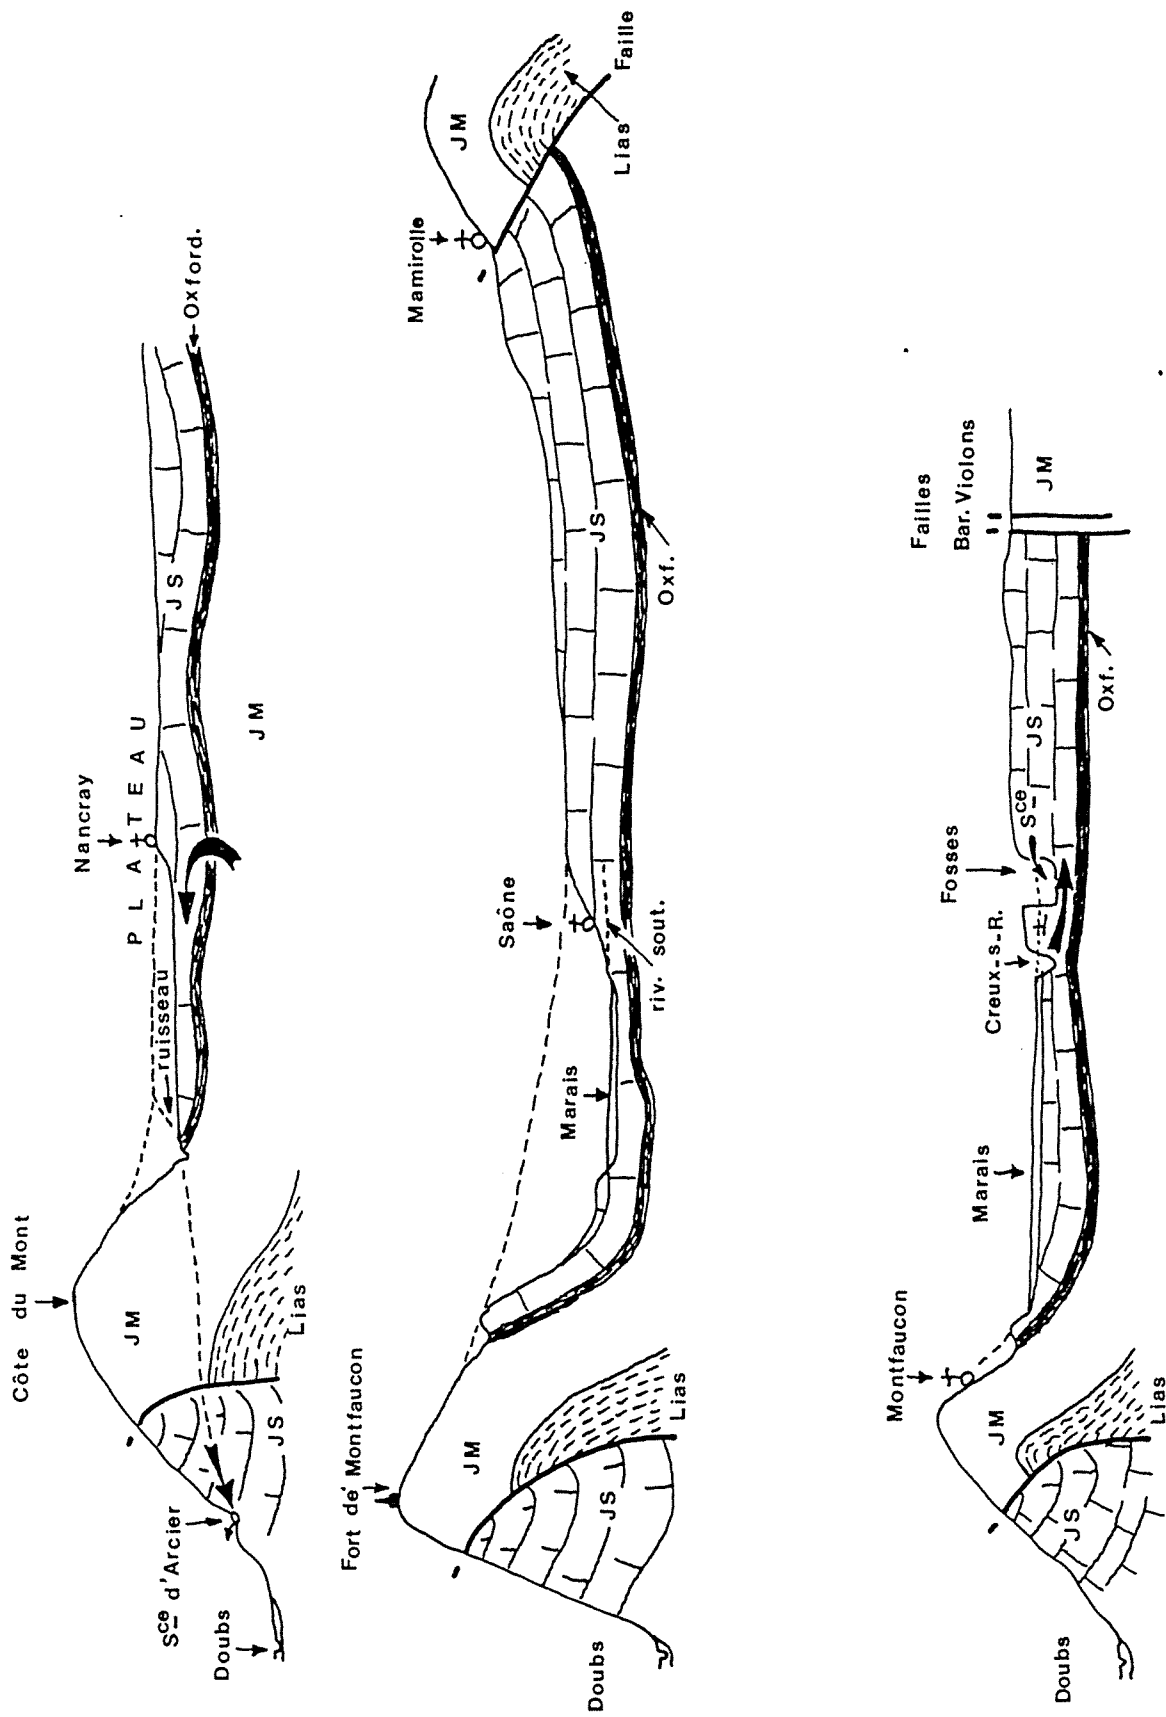 Côte du Mont
Nancray
PLATEAU
ruisseau
Oxford.
JM
JS
JM
JS
Lias
Sce d'Arcier
Doubs
Mamirolle
JM
Faille
Lias
Saône
Fort de Montfaucon
Marais
riv. sout.
JS
Oxf.
JM
JS
Lias
Doubs
Failles
Bar. Violons
Fosses
Creux-s-R.
Sce
Marais
Montfaucon
JS
JM
Oxf.
JM
JS
Lias
Doubs